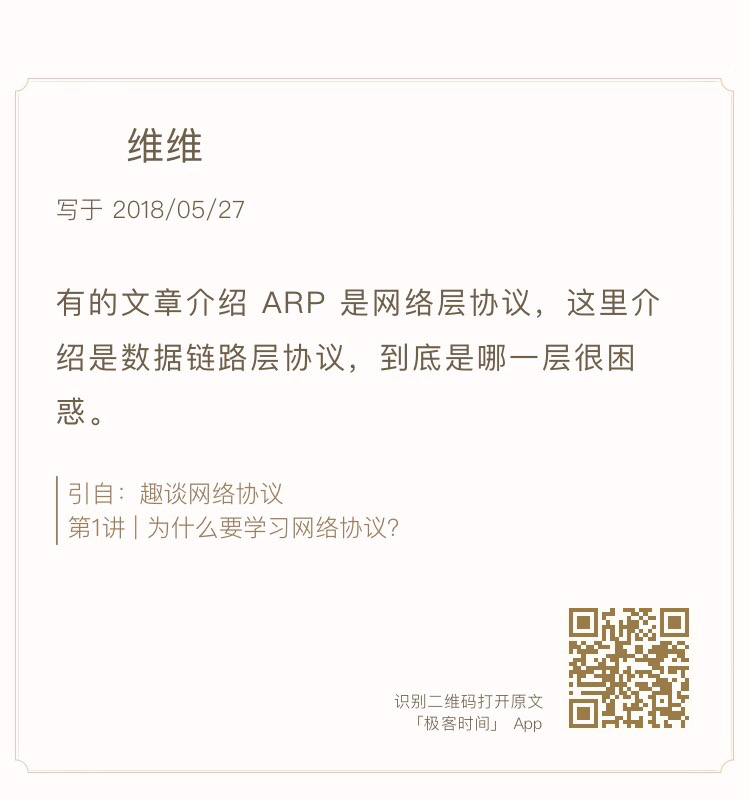 维维
写于 2018/05/27
有的文章介绍 ARP 是网络层协议，这里介
绍是数据链路层协议，到底是哪一层很困
惑。
引自：趣谈网络协议
第1讲 | 为什么要学习网络协议？
识别二维码打开原文
「极客时间」 App